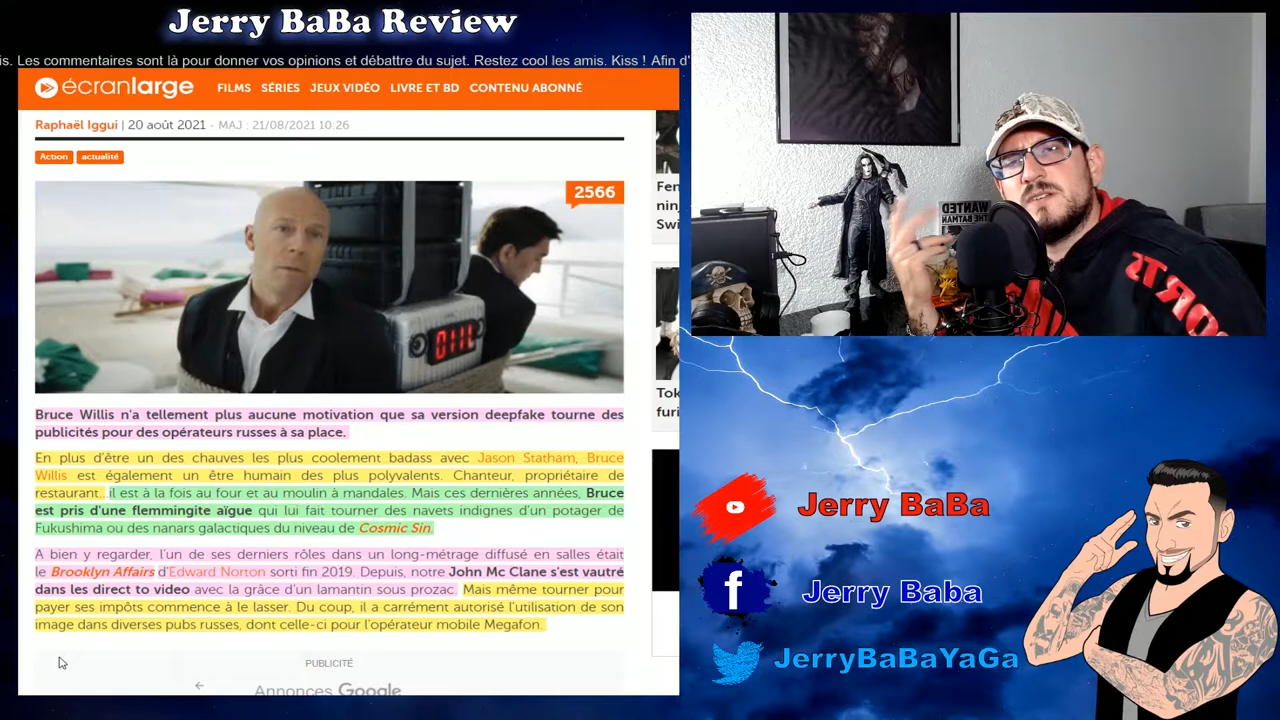 Jerry BaBa Review
is. Les commentaires sont là pour donner vos opinions et débattre du sujet. Restez cool les amis. Kiss ! Afin d'
écranlarge FILMS SÉRIES JEUX VIDÉO LIVRE ET BD CONTENU ABONNÉ
Raphaël Iggui | 20 août 2021 - MAJ : 21/08/2021 10:26
Action actualité
2566
Bruce Willis n'a tellement plus aucune motivation que sa version deepfake tourne des
publicités pour des opérateurs russes à sa place.
En plus d'être un des chauves les plus coolement badass avec Jason Statham, Bruce
Willis est également un être humain des plus polyvalents. Chanteur, propriétaire de
restaurant...il est à la fois au four et au moulin à mandales. Mais ces dernières années, Bruce
est pris d'une flemmingite aïgue qui lui fait tourner des navets indignes d'un potager de
Fukushima ou des nanars galactiques du niveau de Cosmic Sin.
A bien y regarder, l'un de ses derniers rôles dans un long-métrage diffusé en salles était
le Brooklyn Affairs d'Edward Norton sorti fin 2019. Depuis, notre John Mc Clane s'est vautré
dans les direct to video avec la grâce d'un lamantin sous prozac. Mais même tourner pour
payer ses impôts commence à le lasser. Du coup, il a carrément autorisé l'utilisation de son
image dans diverses pubs russes, dont celle-ci pour l'opérateur mobile Megafon.
PUBLICITÉ
Annonces Google
Fen
nin
Swi
Tok
furi
WANTED
THE BATMAN
Jerry BaBa
f Jerry Baba
JerryBaBaYaGa